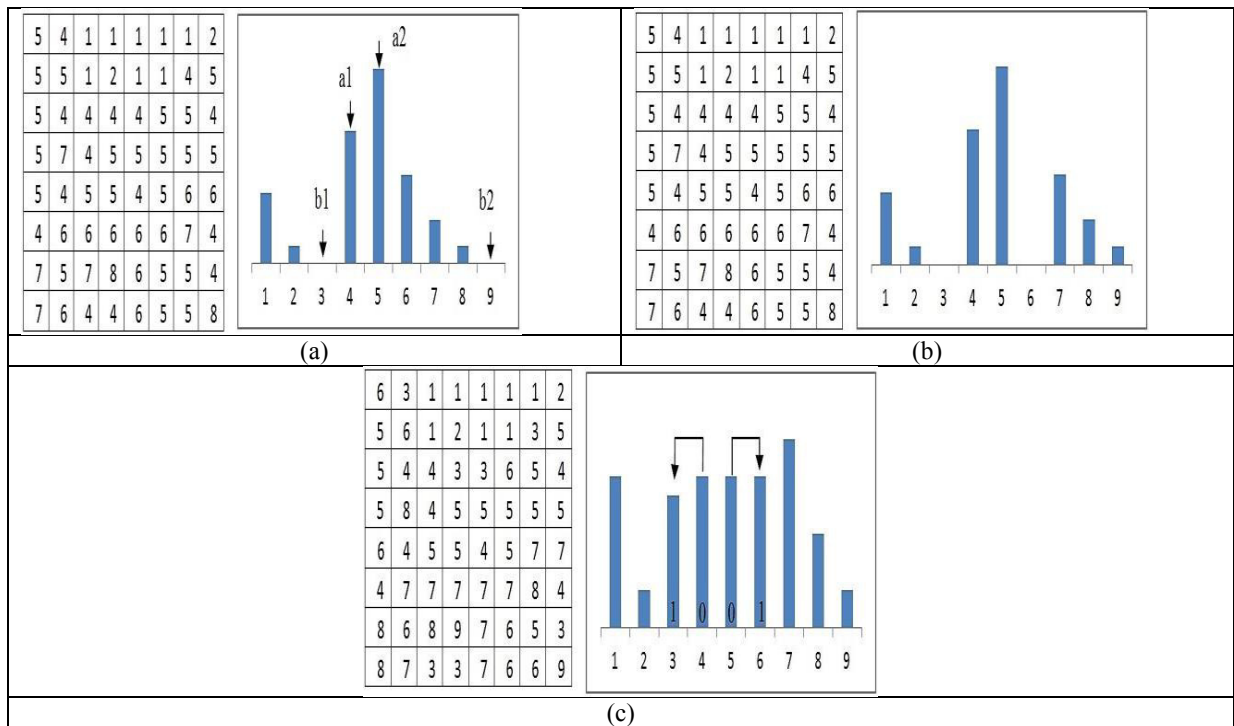 5 4 1 1 1 1 1 2
5 5 1 2 1 1 4 5
5 4 4 4 4 5 5 4
5 7 4 5 5 5 5 5
5 4 5 5 4 5 6 6
4 6 6 6 6 6 7 4
7 5 7 8 6 5 5 4
7 6 4 4 6 5 5 8
a2
a1
b1 b2
1 2 3 4 5 6 7 8 9
(a)
5 4 1 1 1 1 1 2
5 5 1 2 1 1 4 5
5 4 4 4 4 5 5 4
5 7 4 5 5 5 5 5
5 4 5 5 4 5 6 6
4 6 6 6 6 6 7 4
7 5 7 8 6 5 5 4
7 6 4 4 6 5 5 8
1 2 3 4 5 6 7 8 9
(b)
6 3 1 1 1 1 1 2
5 6 1 2 1 1 3 5
5 4 4 3 3 6 5 4
5 8 4 5 5 5 5 5
6 4 5 5 4 5 7 7
4 7 7 7 7 7 8 4
8 6 8 9 7 6 5 3
8 7 3 3 7 6 6 9
1 0 0 1
1 2 3 4 5 6 7 8 9
(c)